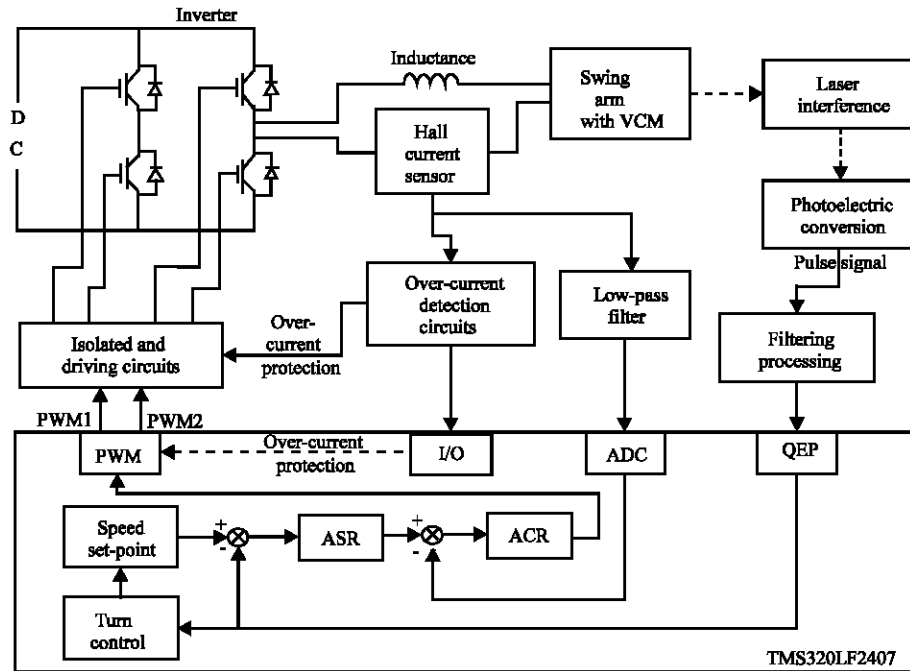 Inverter
D
C
Inductance
Swing
arm
with VCM
Laser
interference
Hall
current
sensor
Photoelectric
conversion
Pulse signal
Over-current
detection
circuits
Low-pass
filter
Filtering
processing
Isolated and
driving circuits
Over-
current
protection
PWM1
PWM2
PWM
Over-current
protection
I/O
ADC
QEP
Speed
set-point
+
-
ASR
+
-
ACR
Turn
control
TMS320LF2407